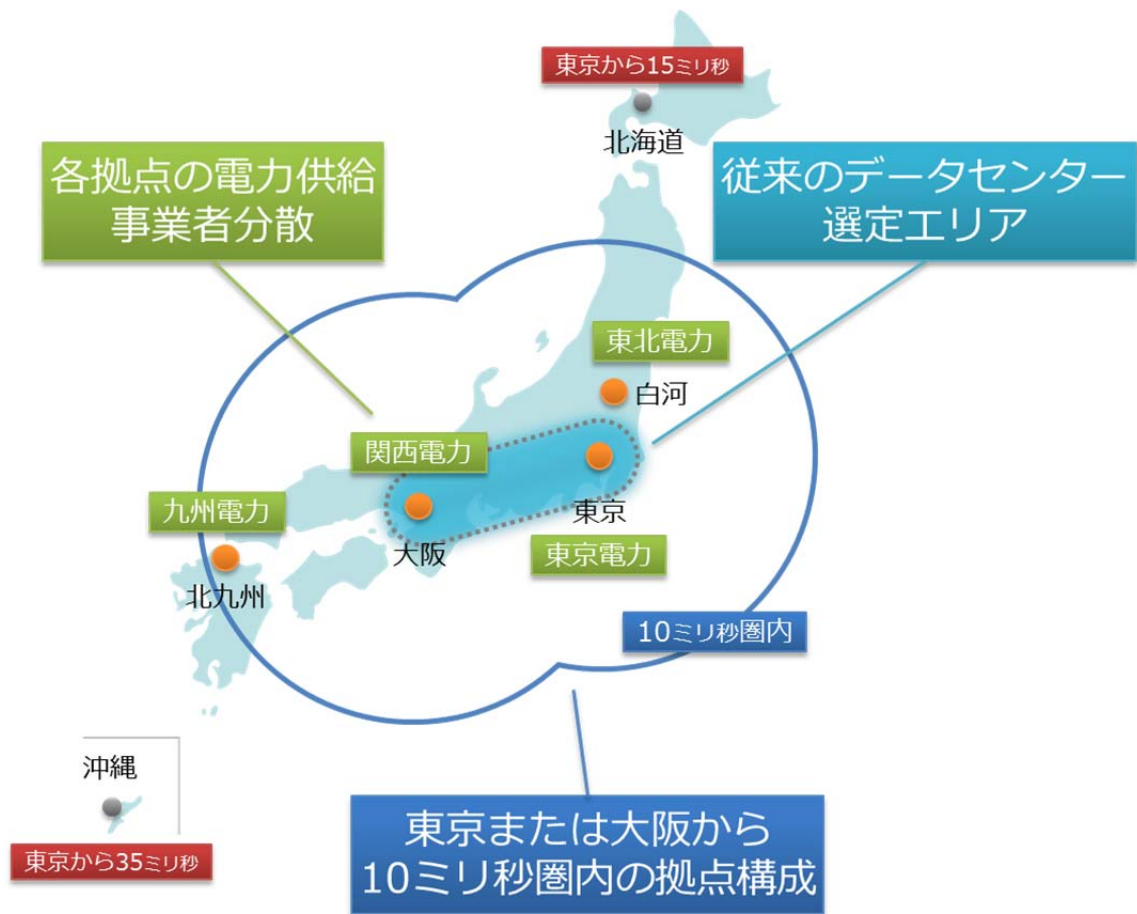 東京から15ミリ秒
北海道
各拠点の電力供給
事業者分散
従来のデータセンター
選定エリア
東北電力
白河
関西電力
九州電力
東京
大阪
東京電力
北九州
10ミリ秒圏内
沖縄
東京から35ミリ秒
東京または大阪から
10ミリ秒圏内の拠点構成